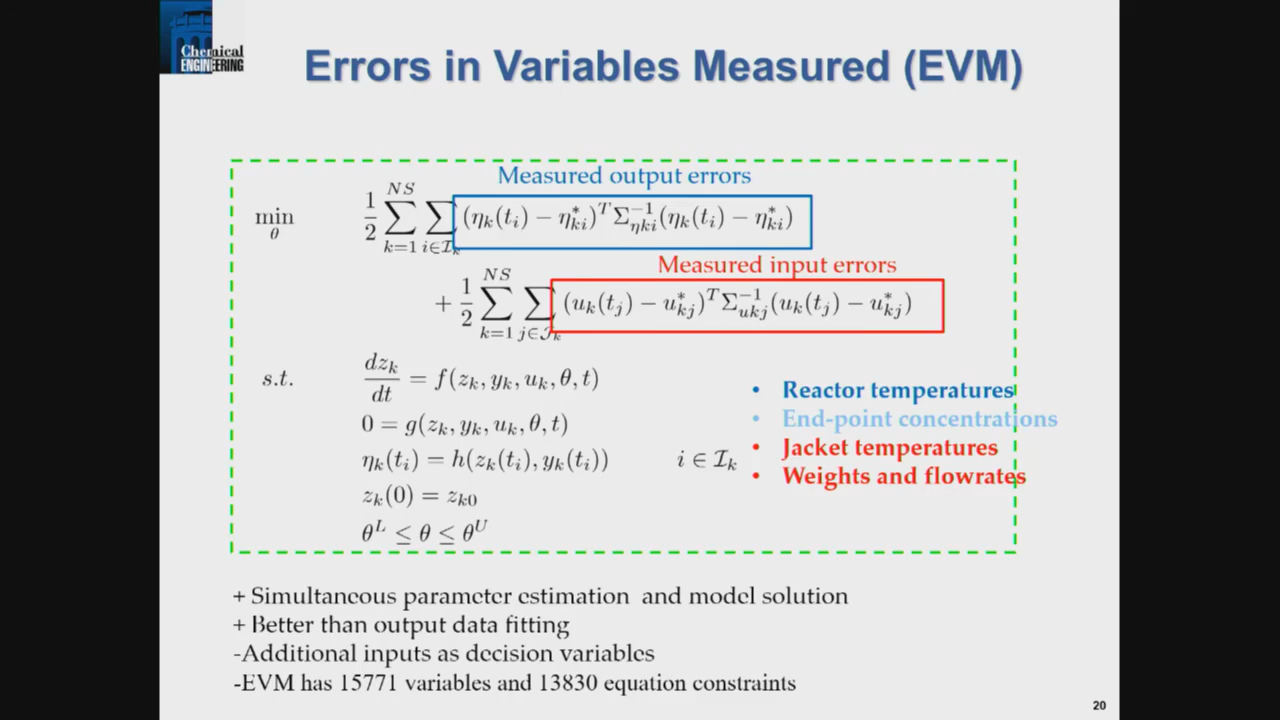 Chemical
ENGINEERING
Errors in Variables Measured (EVM)
Measured output errors
min_θ 1/2 ∑_{k=1}^{NS} ∑_{i∈ℐ_k} (η_k(t_i) − η*_{ki})^T Σ_{ηki}^{−1} (η_k(t_i) − η*_{ki})
Measured input errors
+ 1/2 ∑_{k=1}^{NS} ∑_{j∈𝒥_k} (u_k(t_j) − u*_{kj})^T Σ_{ukj}^{−1} (u_k(t_j) − u*_{kj})
s.t. dz_k/dt = f(z_k, y_k, u_k, θ, t)
0 = g(z_k, y_k, u_k, θ, t)
η_k(t_i) = h(z_k(t_i), y_k(t_i)) i ∈ ℐ_k
z_k(0) = z_{k0}
θ^L ≤ θ ≤ θ^U
• Reactor temperatures
• End-point concentrations
• Jacket temperatures
• Weights and flowrates
+ Simultaneous parameter estimation and model solution
+ Better than output data fitting
-Additional inputs as decision variables
-EVM has 15771 variables and 13830 equation constraints
20